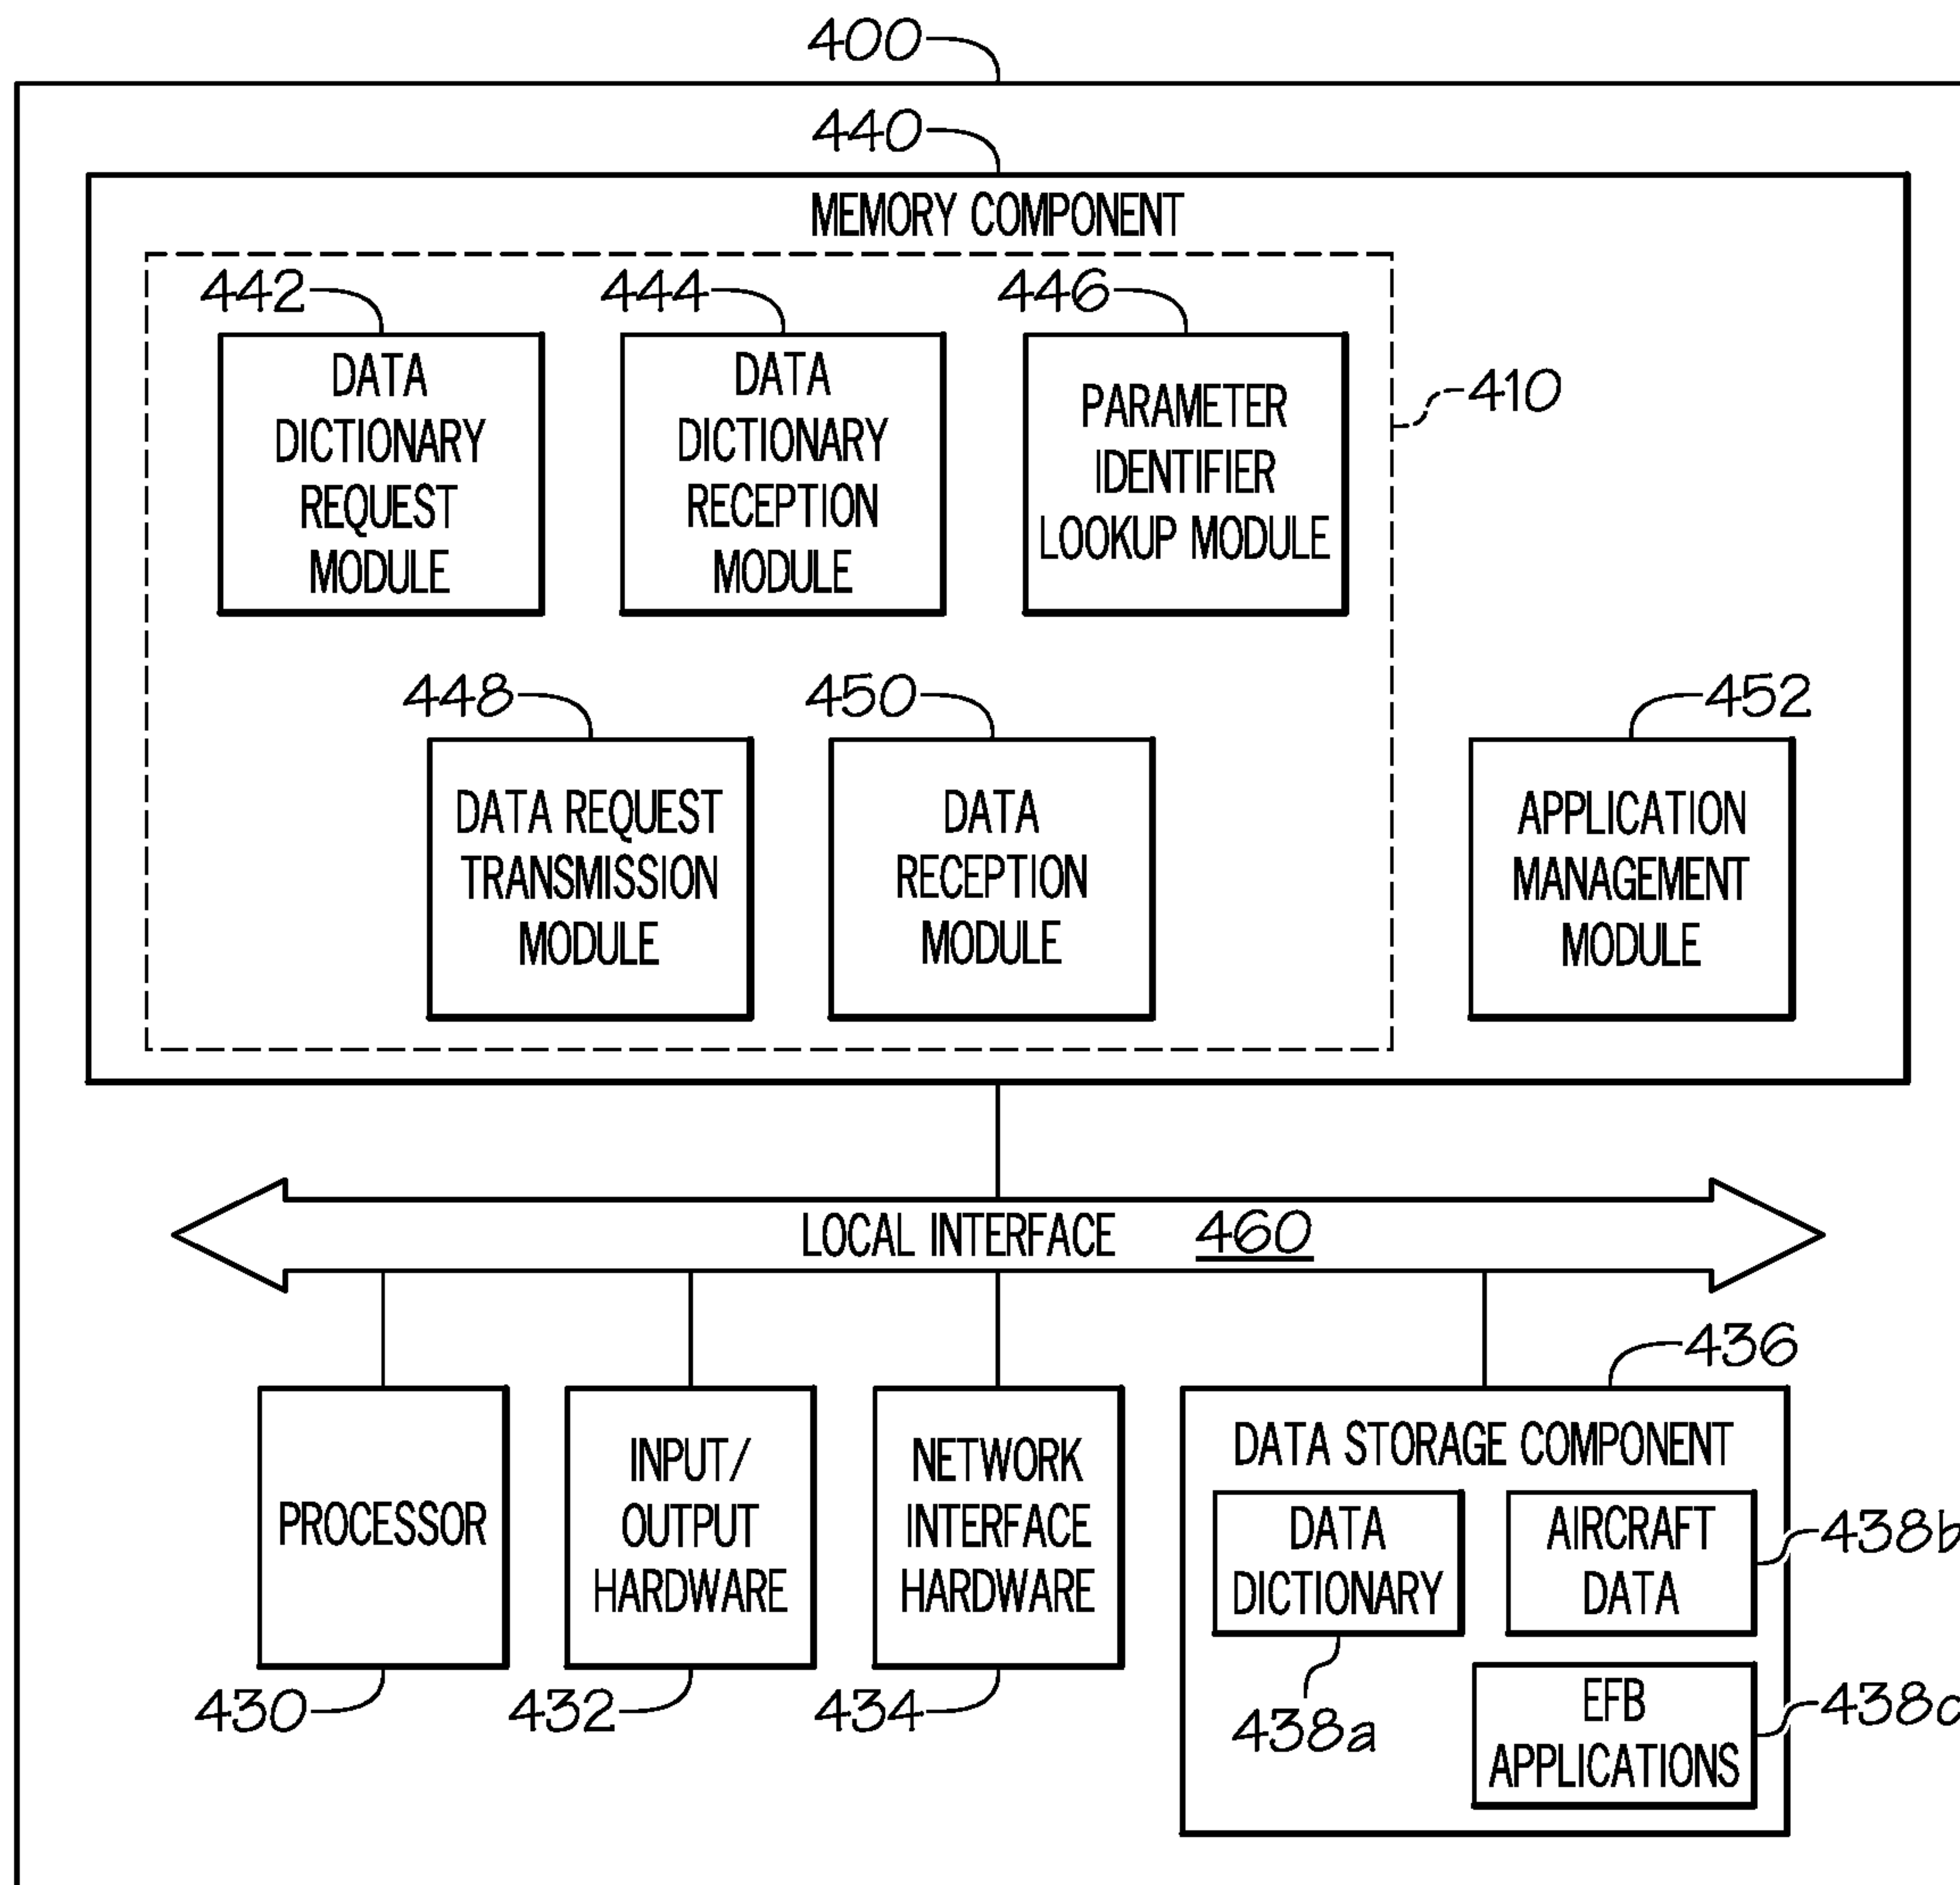 400
440
MEMORY COMPONENT
442
444
446
DATA
DICTIONARY
REQUEST
MODULE
DATA
DICTIONARY
RECEPTION
MODULE
PARAMETER
IDENTIFIER
LOOKUP MODULE
410
448
450
452
DATA REQUEST
TRANSMISSION
MODULE
DATA
RECEPTION
MODULE
APPLICATION
MANAGEMENT
MODULE
LOCAL INTERFACE 460
436
PROCESSOR
INPUT/
OUTPUT
HARDWARE
NETWORK
INTERFACE
HARDWARE
DATA STORAGE COMPONENT
DATA
DICTIONARY
AIRCRAFT
DATA
438b
430
432
434
438a
EFB
APPLICATIONS
438c